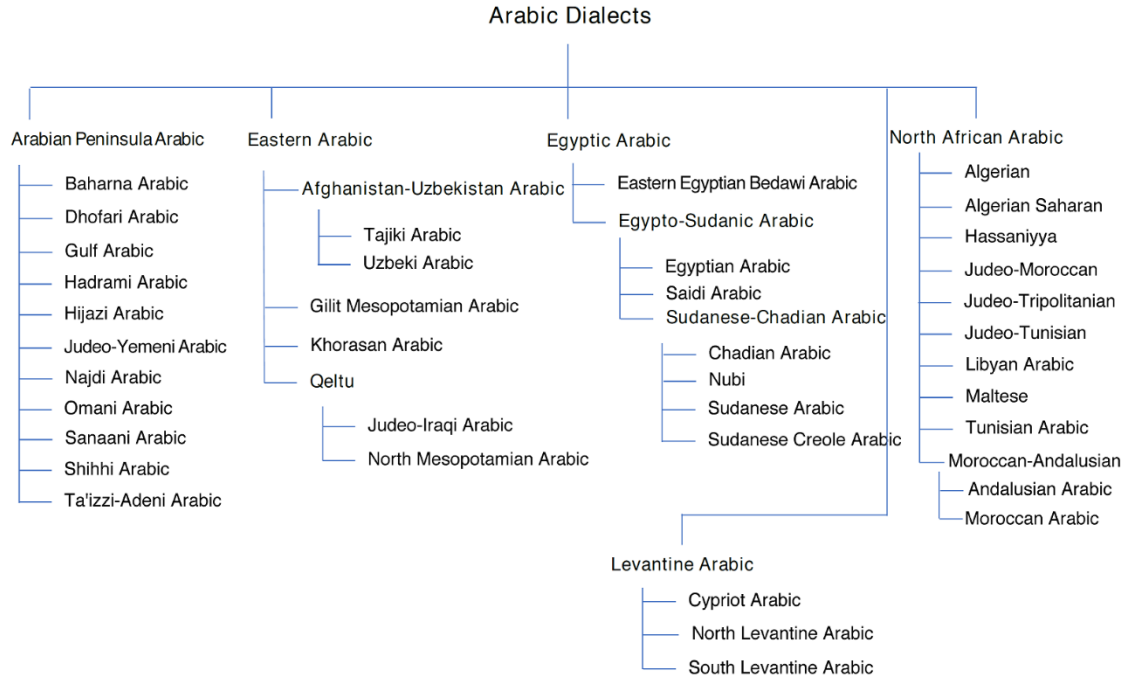 Arabic Dialects
Arabian Peninsula Arabic
Baharna Arabic
Dhofari Arabic
Gulf Arabic
Hadrami Arabic
Hijazi Arabic
Judeo-Yemeni Arabic
Najdi Arabic
Omani Arabic
Sanaani Arabic
Shihhi Arabic
Ta'izzi-Adeni Arabic
Eastern Arabic
Afghanistan-Uzbekistan Arabic
Tajiki Arabic
Uzbeki Arabic
Gilit Mesopotamian Arabic
Khorasan Arabic
Qeltu
Judeo-Iraqi Arabic
North Mesopotamian Arabic
Egyptic Arabic
Eastern Egyptian Bedawi Arabic
Egypto-Sudanic Arabic
Egyptian Arabic
Saidi Arabic
Sudanese-Chadian Arabic
Chadian Arabic
Nubi
Sudanese Arabic
Sudanese Creole Arabic
Levantine Arabic
Cypriot Arabic
North Levantine Arabic
South Levantine Arabic
North African Arabic
Algerian
Algerian Saharan
Hassaniyya
Judeo-Moroccan
Judeo-Tripolitanian
Judeo-Tunisian
Libyan Arabic
Maltese
Tunisian Arabic
Moroccan-Andalusian
Andalusian Arabic
Moroccan Arabic